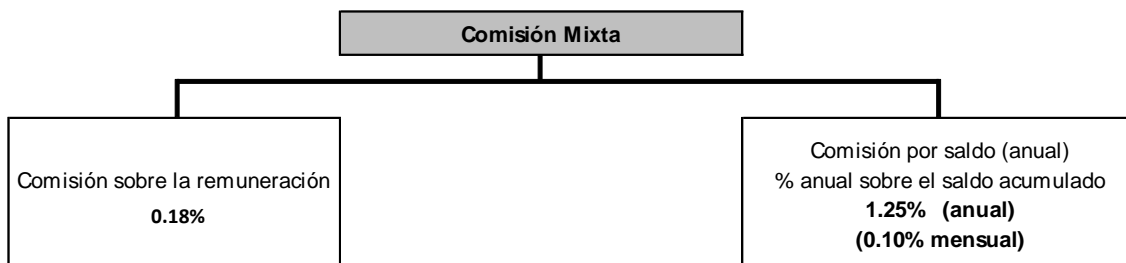 Comisión Mixta
Comisión sobre la remuneración
0.18%
Comisión por saldo (anual)
% anual sobre el saldo acumulado
1.25% (anual)
(0.10% mensual)